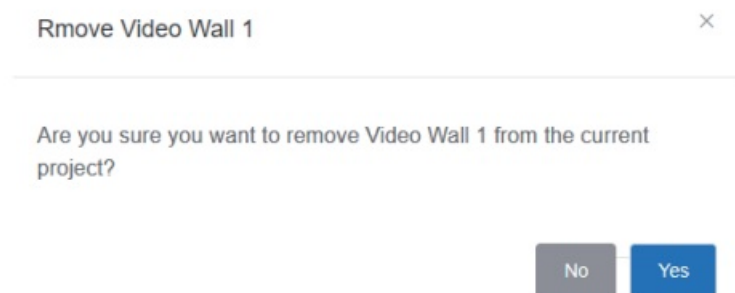 Rmove Video Wall 1
×
Are you sure you want to remove Video Wall 1 from the current
project?
No
Yes